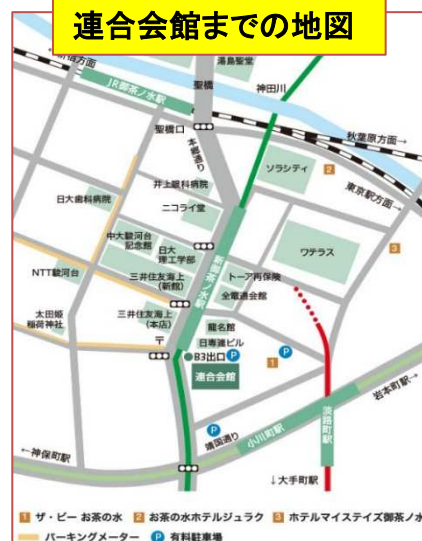 連合会館までの地図
←新宿方面
湯島聖堂
神田川
JR御茶ノ水駅
聖橋
聖橋口
秋葉原方面→
本郷通り
ソラシティ
2
東京駅方面→
井上眼科病院
日大歯科病院
ニコライ堂
3
中大駿河台
記念館
日大
理工学部
ワテラス
新御茶ノ水駅
NTT駿河台
三井住友海上
(新館)
トーア再保険
全電通会館
太田姫
稲荷神社
三井住友海上
(本店)
龍名館
日専連ビル
〒
B3出口
P
1
P
連合会館
岩本町駅→
淡路町駅
P
靖国通り
小川町駅
←神保町駅
↓大手町駅
1 ザ・ビー お茶の水 2 お茶の水ホテルジュラク 3 ホテルマイステイズ御茶ノ水
パーキングメーター P 有料駐車場